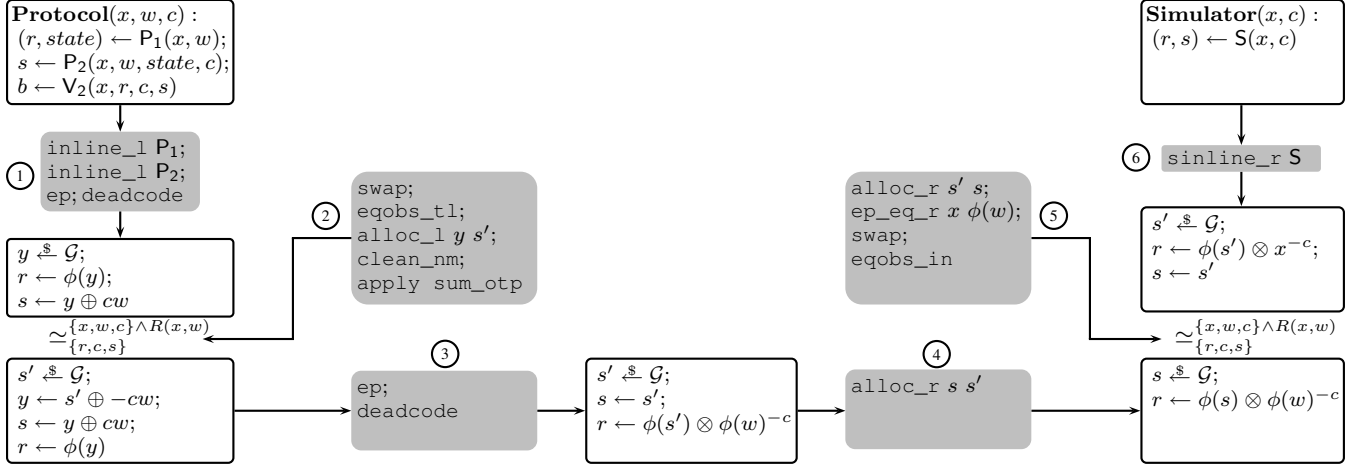 Protocol(x, w, c) :
(r, state) ← P₁(x, w);
s ← P₂(x, w, state, c);
b ← V₂(x, r, c, s)
1
inline_l P₁;
inline_l P₂;
ep; deadcode
y ←$ 𝒢;
r ← ϕ(y);
s ← y ⊕ cw
≃{x,w,c}∧R(x,w) {r,c,s}
s′ ←$ 𝒢;
y ← s′ ⊕ −cw;
s ← y ⊕ cw;
r ← ϕ(y)
2
swap;
eqobs_tl;
alloc_l y s′;
clean_nm;
apply sum_otp
3
ep;
deadcode
s′ ←$ 𝒢;
s ← s′;
r ← ϕ(s′) ⊗ ϕ(w)⁻ᶜ
4
alloc_r s s′
5
alloc_r s′ s;
ep_eq_r x ϕ(w);
swap;
eqobs_in
Simulator(x, c) :
(r, s) ← S(x, c)
6
sinline_r S
s′ ←$ 𝒢;
r ← ϕ(s′) ⊗ x⁻ᶜ;
s ← s′
≃{x,w,c}∧R(x,w) {r,c,s}
s ←$ 𝒢;
r ← ϕ(s) ⊗ ϕ(w)⁻ᶜ